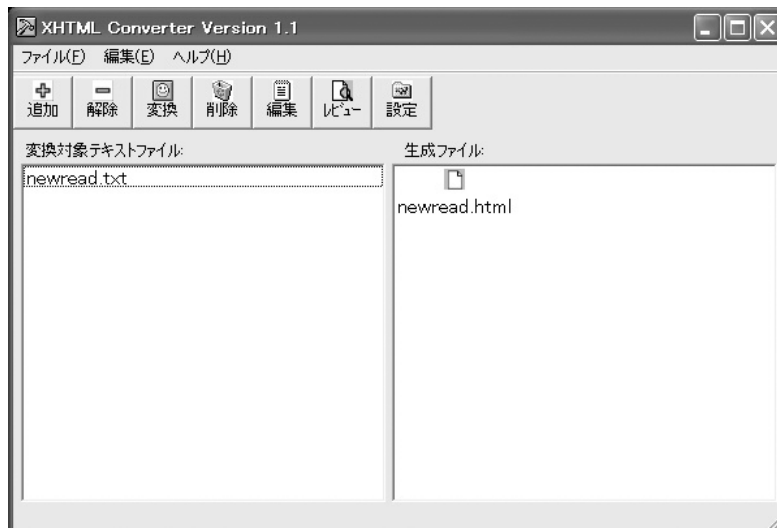 XHTML Converter Version 1.1
ファイル(F) 編集(E) ヘルプ(H)
追加 解除 変換 削除 編集 レビュー 設定
変換対象テキストファイル: 生成ファイル:
newread.txt
newread.html